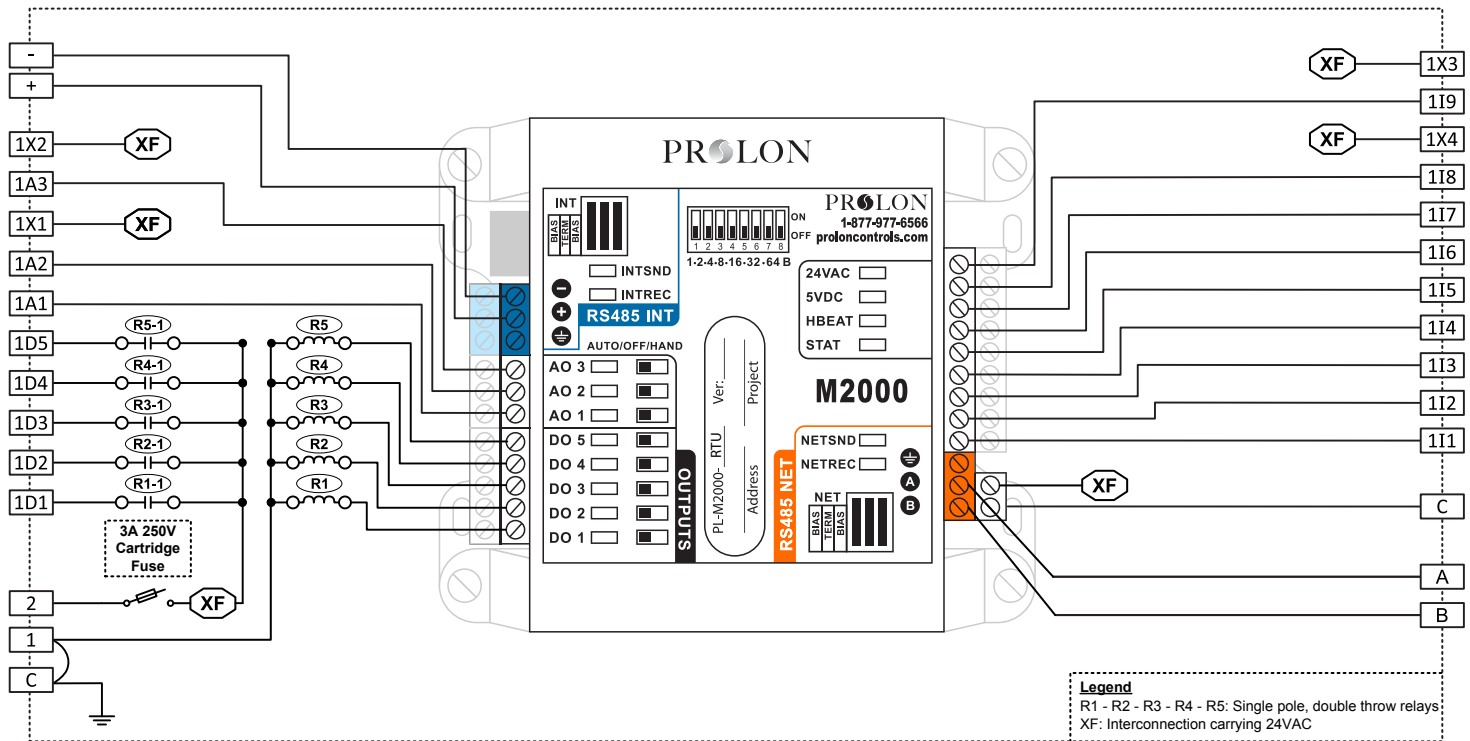 -
+
1X2
XF
1A3
1X1
XF
1A2
1A1
1D5
R5-1
R5
1D4
R4-1
R4
1D3
R3-1
R3
1D2
R2-1
R2
1D1
R1-1
R1
3A 250V
Cartridge
Fuse
2
XF
1
C
PROLON
INT
BIAS
TERM
BIAS
INTSND
INTREC
RS485 INT
AUTO/OFF/HAND
AO 3
AO 2
AO 1
DO 5
DO 4
DO 3
DO 2
DO 1
OUTPUTS
ON
OFF
1 2 3 4 5 6 7 8
1-2-4-8-16-32-64 B
PROLON
1-877-977-6566
proloncontrols.com
24VAC
5VDC
HBEAT
STAT
PL-M2000-___RTU Ver:______
Address______ Project
M2000
RS485 NET
NETSND
NETREC
A
B
NET
BIAS
TERM
BIAS
XF
1X3
1I9
XF
1X4
1I8
1I7
1I6
1I5
1I4
1I3
1I2
1I1
XF
C
A
B
Legend
R1 - R2 - R3 - R4 - R5: Single pole, double throw relays
XF: Interconnection carrying 24VAC